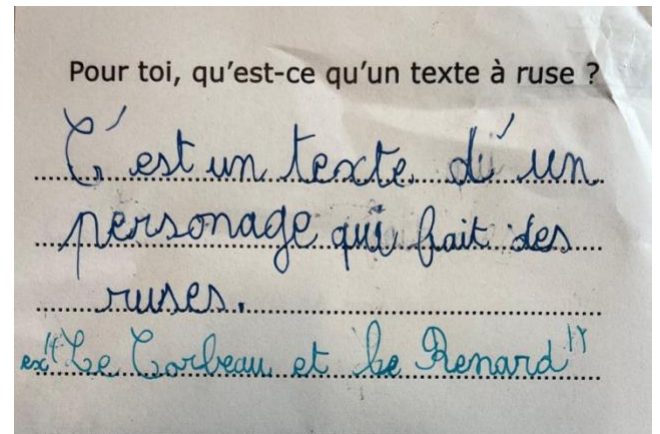 Pour toi, qu'est-ce qu'un texte à ruse ?
C'est un texte d'un
personage qui fait des
ruses.
ex "Le Corbeau et le Renard"